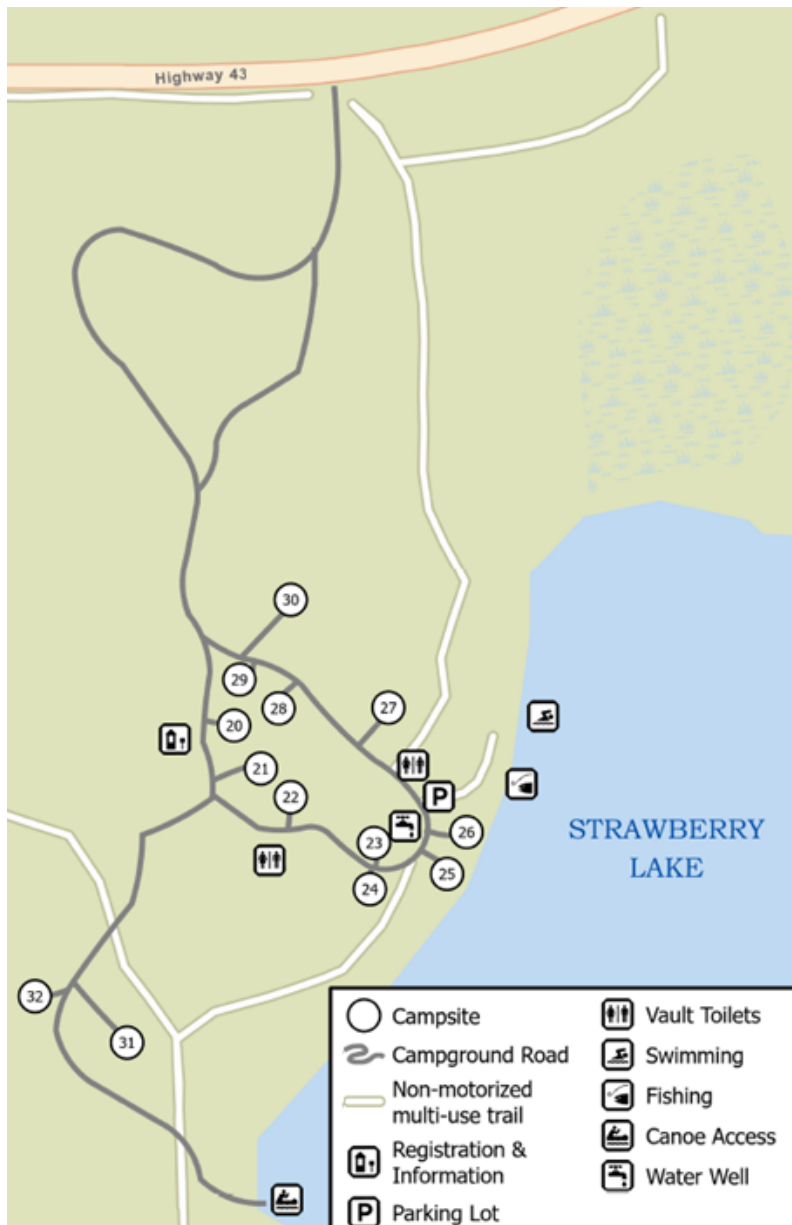 Highway 43
30
29
28
27
20
21
22
P
23
26
24
25
STRAWBERRY
LAKE
32
31
Campsite
Campground Road
Non-motorized
multi-use trail
Registration &
Information
P Parking Lot
Vault Toilets
Swimming
Fishing
Canoe Access
Water Well